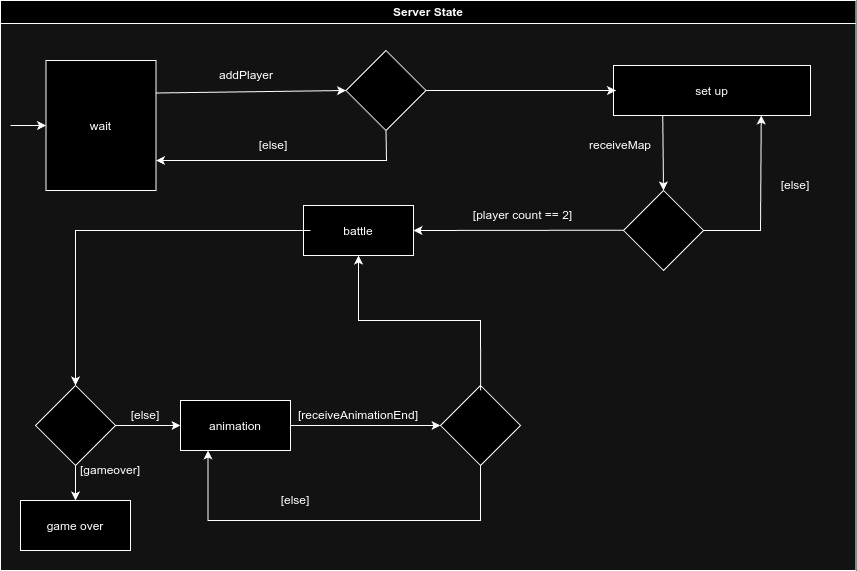 Server State
addPlayer
wait
[else]
set up
receiveMap
[else]
[player count == 2]
battle
[else]
animation
[receiveAnimationEnd]
[gameover]
[else]
game over